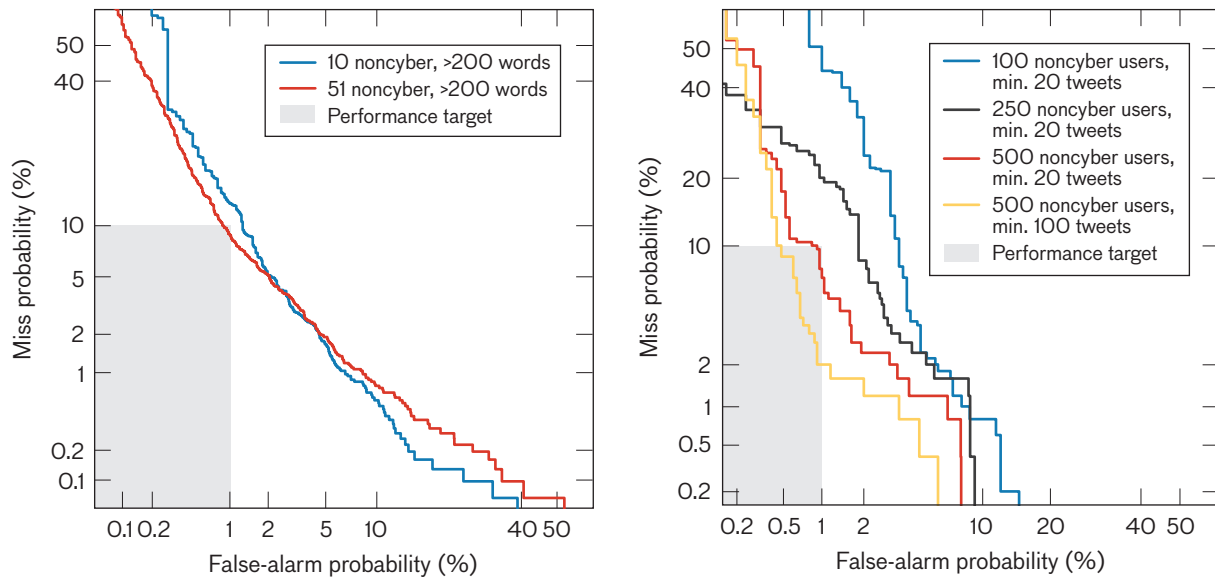 50
40
10
5
2
1
0.2
0.1
Miss probability (%)
10 noncyber, >200 words
51 noncyber, >200 words
Performance target
0.1 0.2 1 2 5 10 40 50
False-alarm probability (%)
50
40
20
10
2
1
0.5
0.2
Miss probability (%)
100 noncyber users,
min. 20 tweets
250 noncyber users,
min. 20 tweets
500 noncyber users,
min. 20 tweets
500 noncyber users,
min. 100 tweets
Performance target
0.2 0.5 1 2 10 20 40 50
False-alarm probability (%)